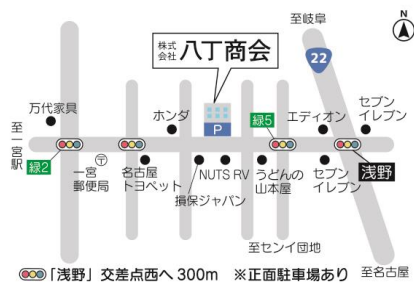 至岐阜
N
株式会社 八丁商会
22
万代家具
ホンダ
P
緑5
エディオン
セブンイレブン
至一宮駅
緑2
一宮郵便局
名古屋トヨペット
NUTS RV
損保ジャパン
うどんの山本屋
セブンイレブン
浅野
至センイ団地
至名古屋
「浅野」交差点西へ 300m ※正面駐車場あり